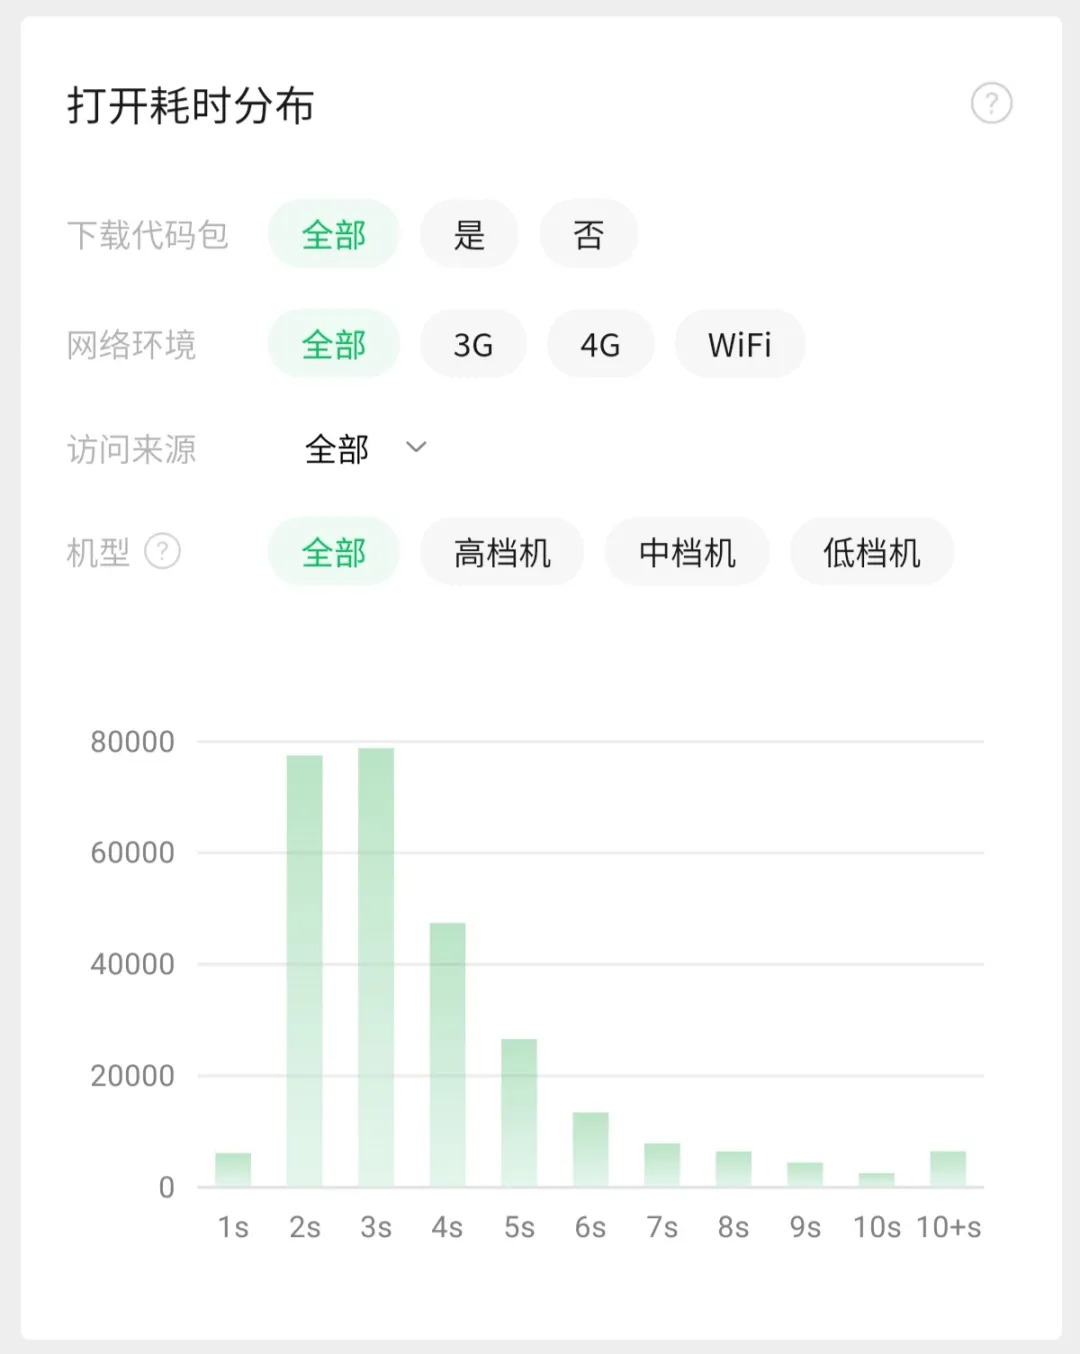 打开耗时分布 ?
下载代码包 全部 是 否
网络环境 全部 3G 4G WiFi
访问来源 全部
机型 ? 全部 高档机 中档机 低档机
80000
60000
40000
20000
0
1s 2s 3s 4s 5s 6s 7s 8s 9s 10s 10+s